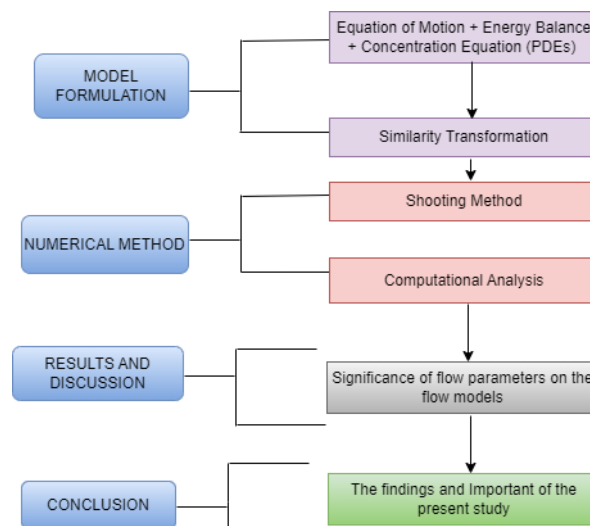 Equation of Motion + Energy Balance
+ Concentration Equation (PDEs)
MODEL
FORMULATION
Similarity Transformation
Shooting Method
NUMERICAL METHOD
Computational Analysis
RESULTS AND
DISCUSSION
Significance of flow parameters on the
flow models
The findings and Important of the
present study
CONCLUSION